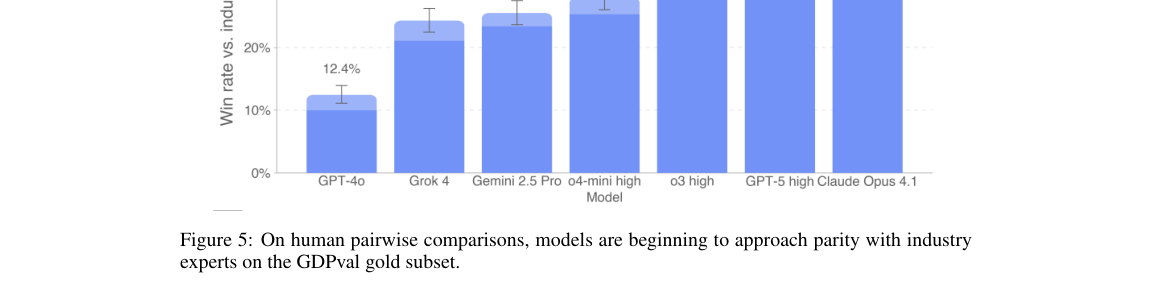 Win rate vs. indu
20%
12.4%
10%
0%
GPT-4o Grok 4 Gemini 2.5 Pro o4-mini high o3 high GPT-5 high Claude Opus 4.1
Model
Figure 5: On human pairwise comparisons, models are beginning to approach parity with industry
experts on the GDPval gold subset.